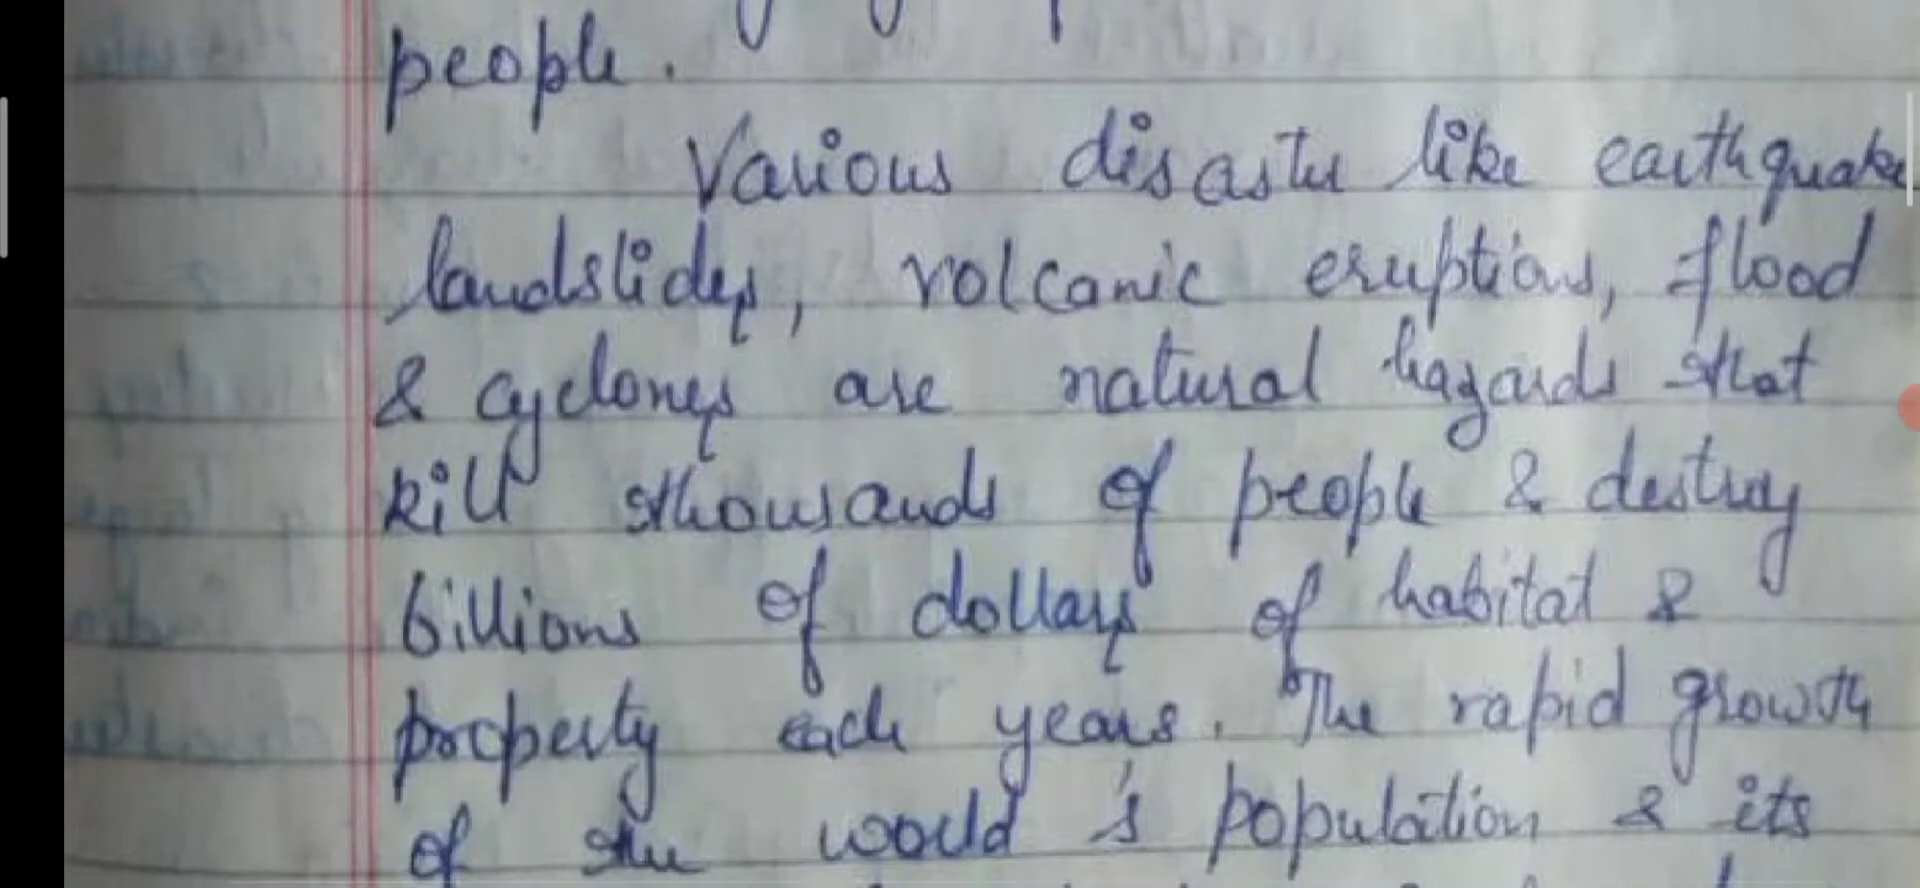 people.
Various disaster like earthquake
landslides, volcanic eruptions, flood
& cyclones are natural hazards that
kill thousands of people & destroy
billions of dollars of habitat &
property each years. The rapid growth
of the world's population & its